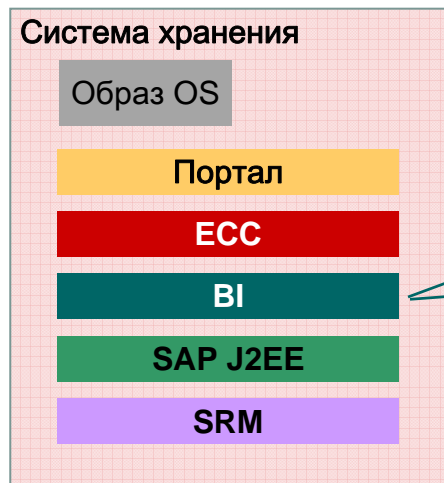 Система хранения
Образ OS
Портал
ECC
BI
SAP J2EE
SRM